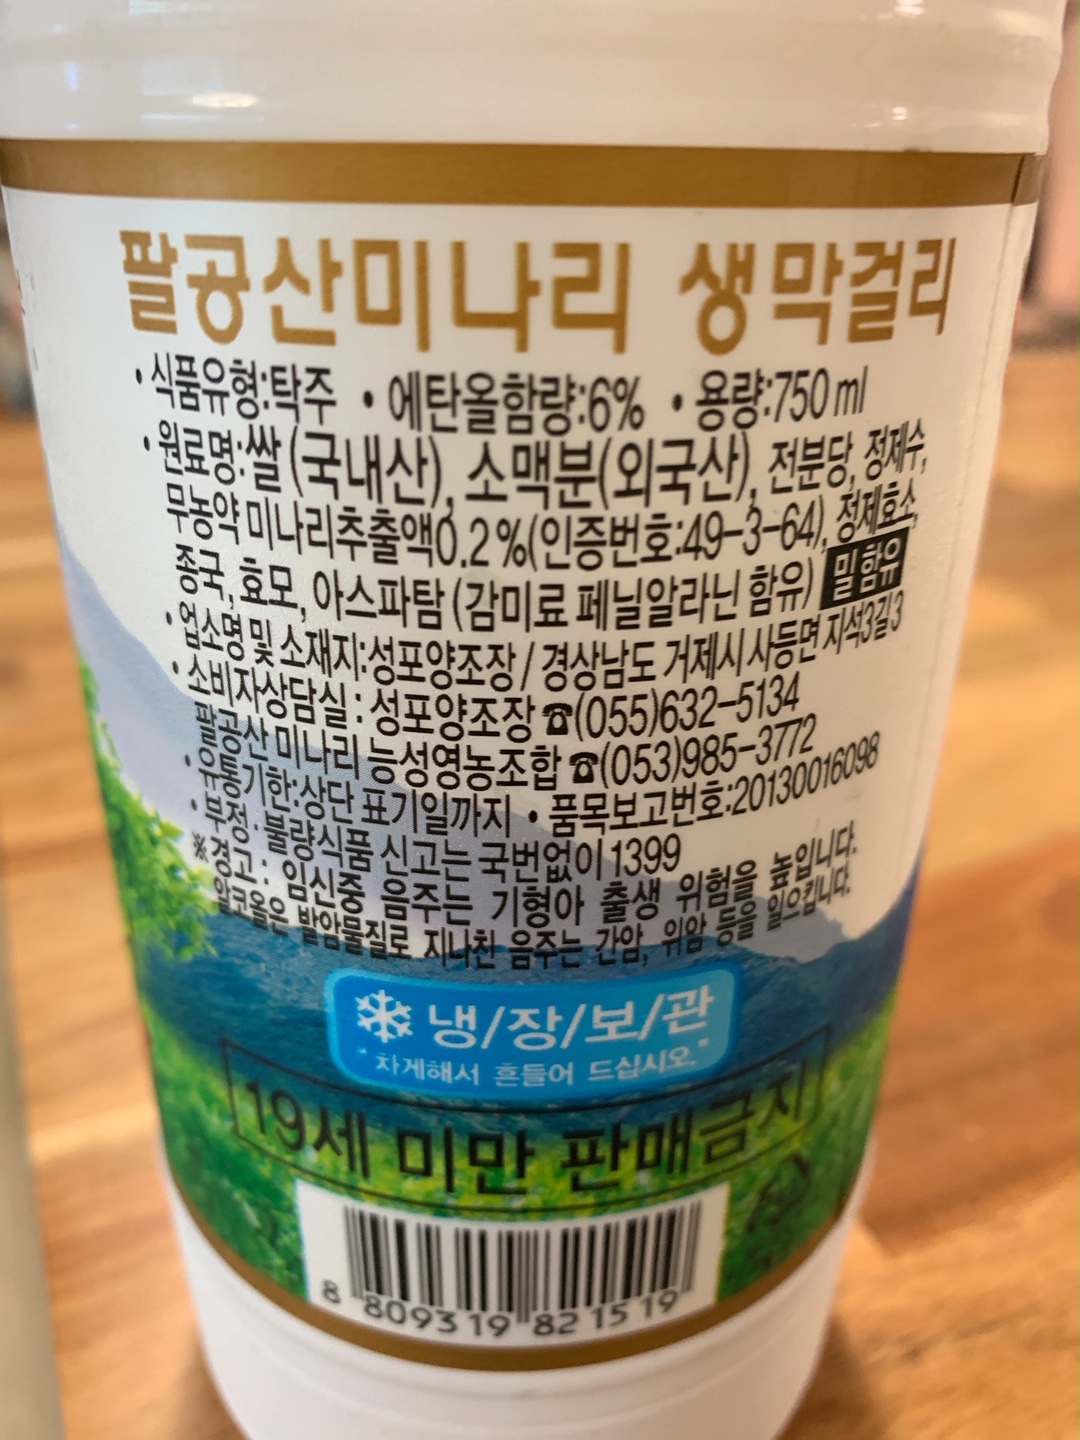 팔공산미나리 생막걸리
•식품유형:탁주 •에탄올함량:6% •용량:750 ml
•원료명:쌀(국내산), 소맥분(외국산), 전분당, 정제수,
무농약 미나리추출액0.2%(인증번호:49-3-64), 정제효소,
종국, 효모, 아스파탐(감미료 페닐알라닌 함유) 밀 함유
•업소명 및 소재지:성포양조장/경상남도 거제시 사등면 지석3길3
•소비자상담실:성포양조장☎(055)632-5134
팔공산 미나리 능성영농조합☎(053)985-3772
•유통기한:상단 표기일까지 •품목보고번호:20130016098
•부정·불량식품 신고는 국번없이 1399
※경고: 임신중 음주는 기형아 출생 위험을 높입니다.
알코올은 발암물질로 지나친 음주는 간암, 위암 등을 일으킵니다.
냉/장/보/관
"차게해서 흔들어 드십시오."
19세 미만 판매금지
8 809319 821519